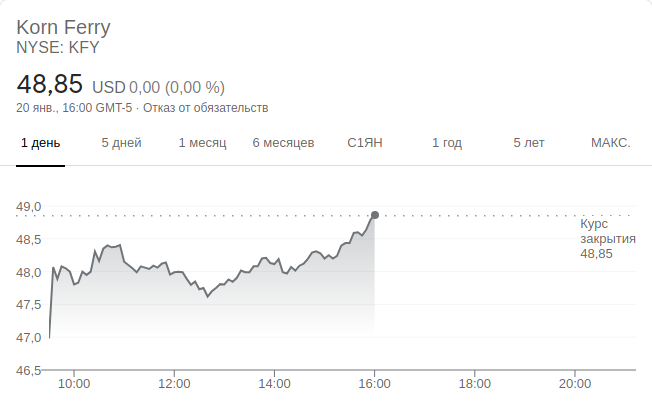 Korn Ferry
NYSE: KFY
48,85 USD 0,00 (0,00 %)
20 янв., 16:00 GMT-5 · Отказ от обязательств
1 день 5 дней 1 месяц 6 месяцев С1ЯН 1 год 5 лет МАКС.
49,0
Курс
48,5
закрытия
48,85
48,0
47,5
47,0
46,5
10:00 12:00 14:00 16:00 18:00 20:00